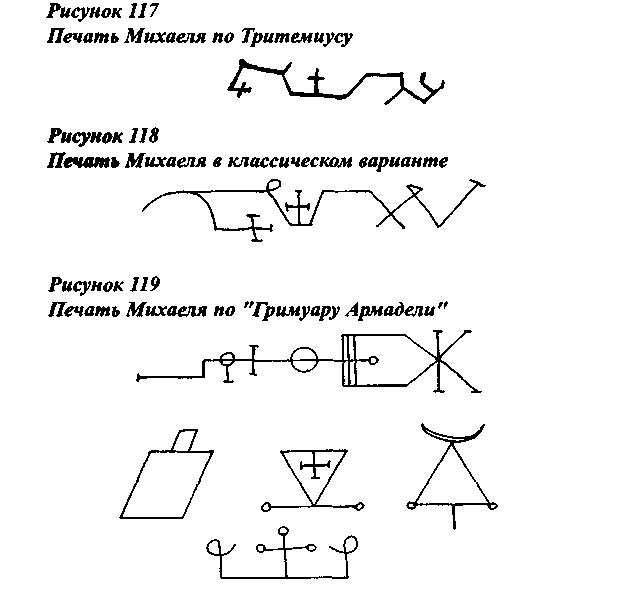 Рисунок 117
Печать Михаеля по Тритемиусу
Рисунок 118
Печать Михаеля в классическом варианте
Рисунок 119
Печать Михаеля по "Гримуару Армадели"